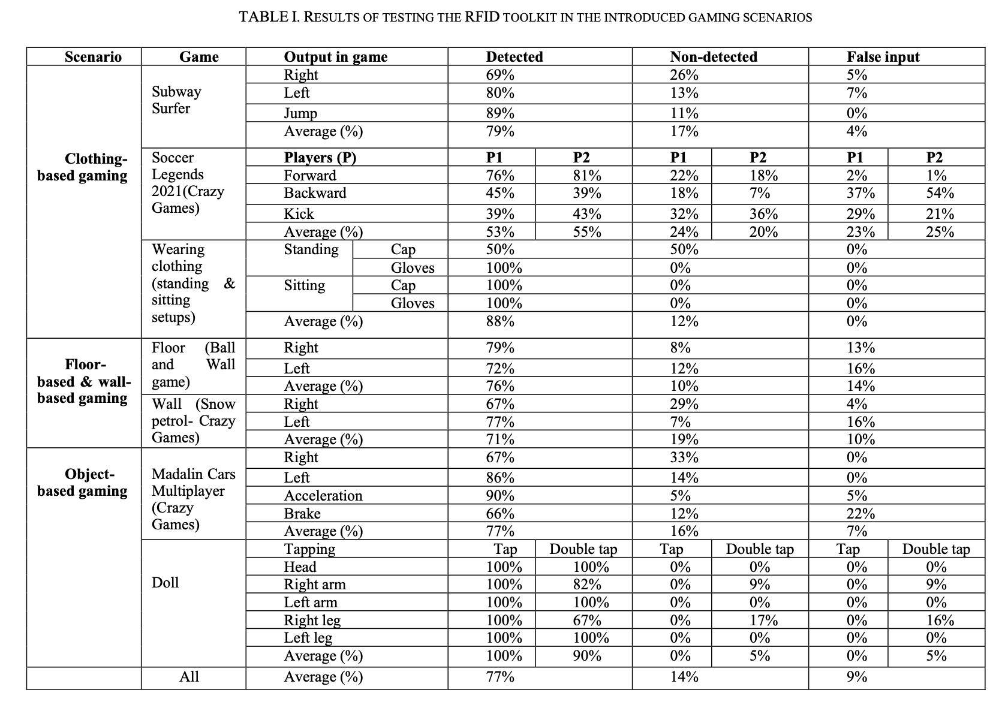 TABLE I. RESULTS OF TESTING THE RFID TOOLKIT IN THE INTRODUCED GAMING SCENARIOS
Scenario Game Output in game Detected Non-detected False input
Clothing-
based gaming
Subway
Surfer
Right 69% 26% 5%
Left 80% 13% 7%
Jump 89% 11% 0%
Average (%) 79% 17% 4%
Soccer
Legends
2021(Crazy
Games)
Players (P) P1 P2 P1 P2 P1 P2
Forward 76% 81% 22% 18% 2% 1%
Backward 45% 39% 18% 7% 37% 54%
Kick 39% 43% 32% 36% 29% 21%
Average (%) 53% 55% 24% 20% 23% 25%
Wearing
clothing
(standing &
sitting
setups)
Standing Cap 50% 50% 0%
Gloves 100% 0% 0%
Sitting Cap 100% 0% 0%
Gloves 100% 0% 0%
Average (%) 88% 12% 0%
Floor-
based & wall-
based gaming
Floor (Ball
and Wall
game)
Right 79% 8% 13%
Left 72% 12% 16%
Average (%) 76% 10% 14%
Wall (Snow
petrol- Crazy
Games)
Right 67% 29% 4%
Left 77% 7% 16%
Average (%) 71% 19% 10%
Object-
based gaming
Madalin Cars
Multiplayer
(Crazy
Games)
Right 67% 33% 0%
Left 86% 14% 0%
Acceleration 90% 5% 5%
Brake 66% 12% 22%
Average (%) 77% 16% 7%
Doll
Tapping Tap Double tap Tap Double tap Tap Double tap
Head 100% 100% 0% 0% 0% 0%
Right arm 100% 82% 0% 9% 0% 9%
Left arm 100% 100% 0% 0% 0% 0%
Right leg 100% 67% 0% 17% 0% 16%
Left leg 100% 100% 0% 0% 0% 0%
Average (%) 100% 90% 0% 5% 0% 5%
All Average (%) 77% 14% 9%